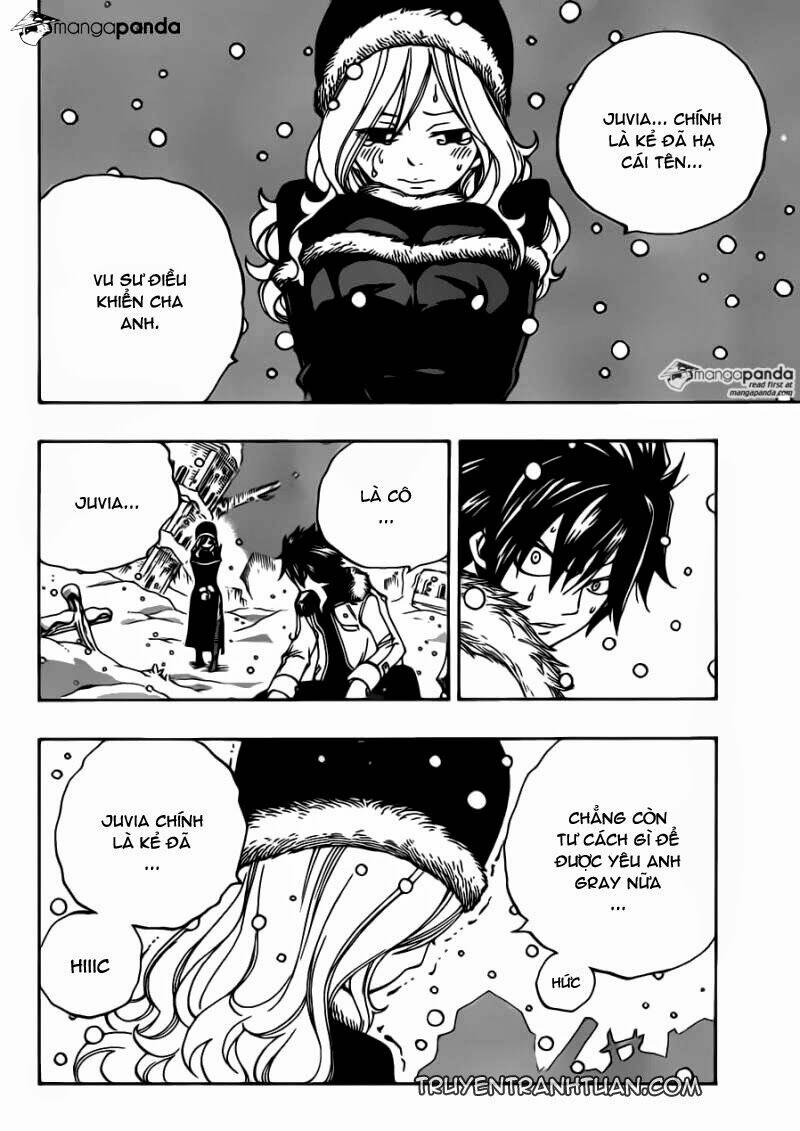 mangapanda
JUVIA... CHÍNH
LÀ KẺ ĐÃ HẠ
CÁI TÊN...
VU SƯ ĐIỀU
KHIỂN CHA
ANH.
mangapanda
read first at
mangapanda.com
JUVIA...
LÀ CÔ
...
JUVIA CHÍNH
LÀ KẺ ĐÃ
...
HIIIC
CHẲNG CÒN
TƯ CÁCH GÌ ĐỂ
ĐƯỢC YÊU ANH
GRAY NỮA
...
HỨC
TRUYENTRANHTUAN.COM